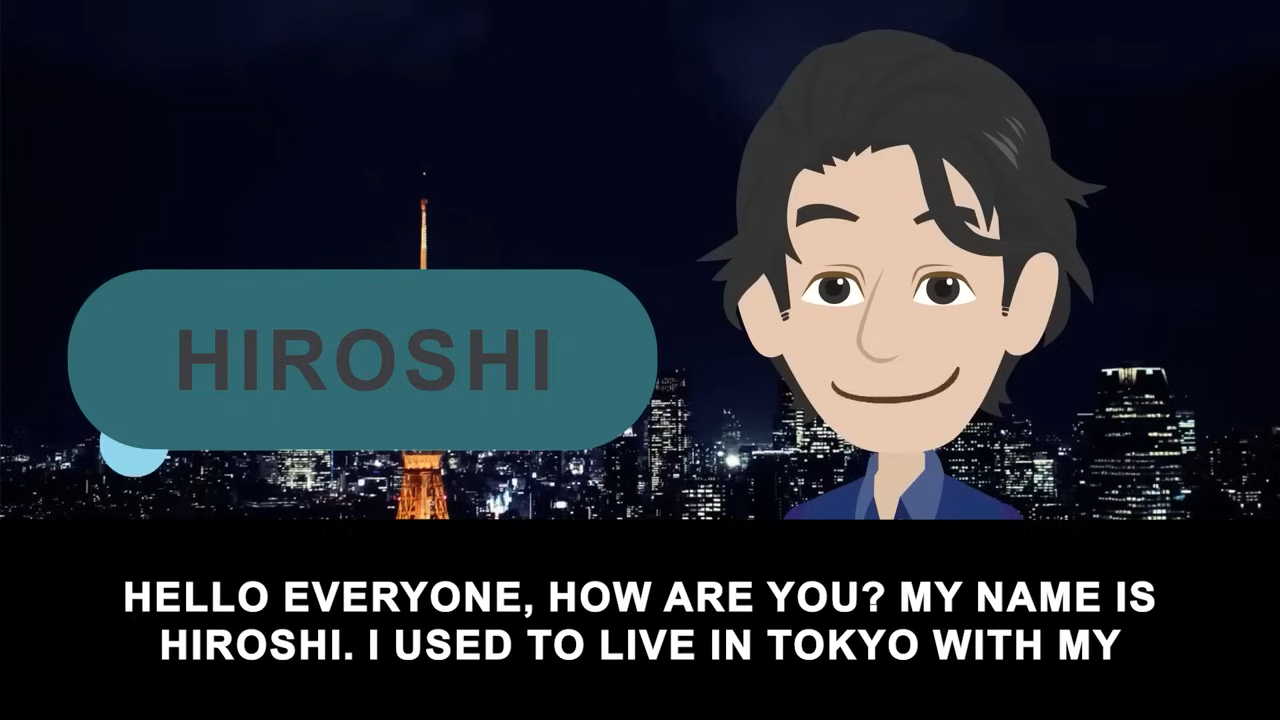 HIROSHI
HELLO EVERYONE, HOW ARE YOU? MY NAME IS
HIROSHI. I USED TO LIVE IN TOKYO WITH MY